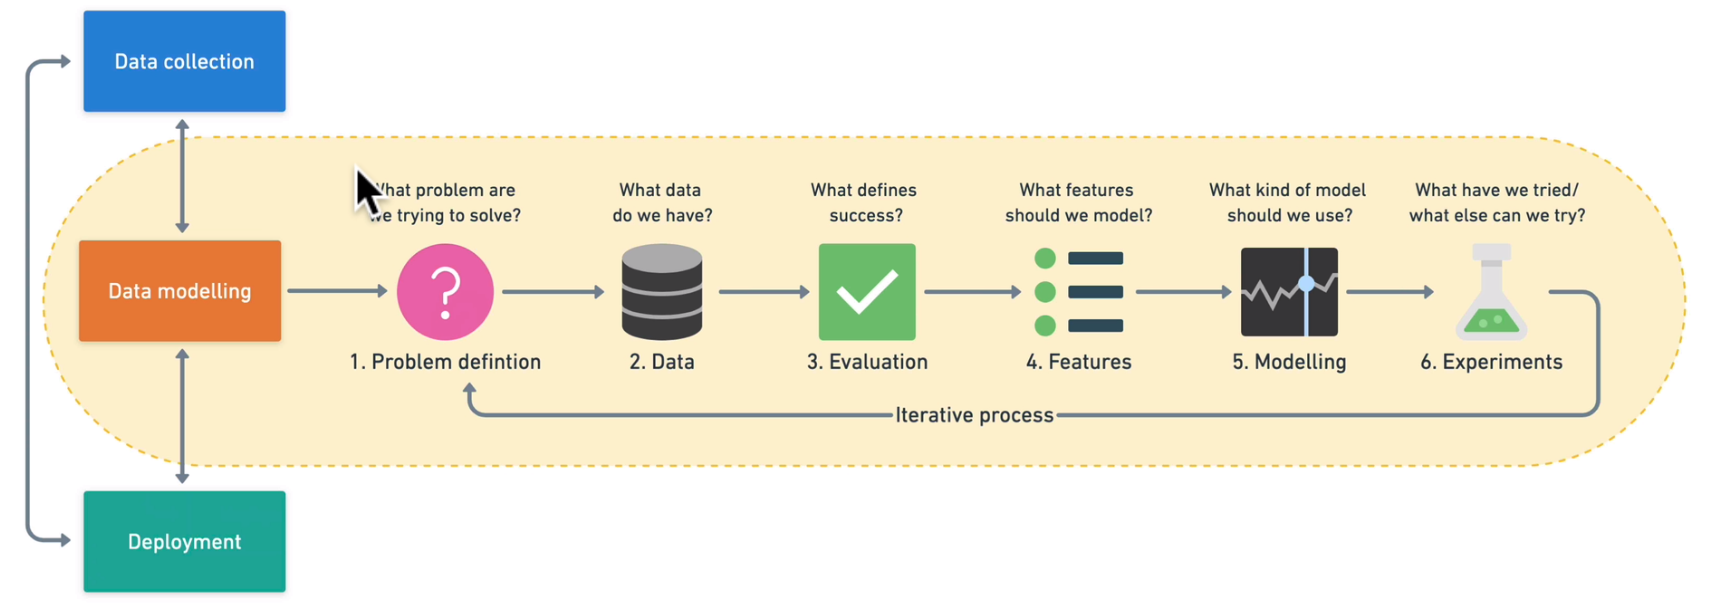 Data collection
What problem are
we trying to solve?
What data
do we have?
What defines
success?
What features
should we model?
What kind of model
should we use?
What have we tried/
what else can we try?
Data modelling
?
1. Problem defintion
2. Data
3. Evaluation
4. Features
5. Modelling
6. Experiments
Iterative process
Deployment